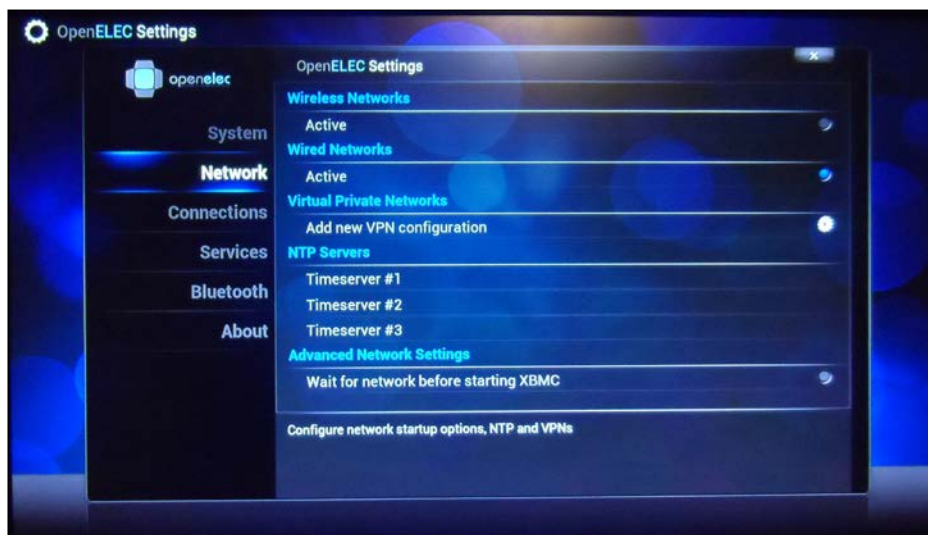 OpenELEC Settings
openelec
OpenELEC Settings
x
System
Network
Connections
Services
Bluetooth
About
Wireless Networks
Active
Wired Networks
Active
Virtual Private Networks
Add new VPN configuration
NTP Servers
Timeserver #1
Timeserver #2
Timeserver #3
Advanced Network Settings
Wait for network before starting XBMC
Configure network startup options, NTP and VPNs